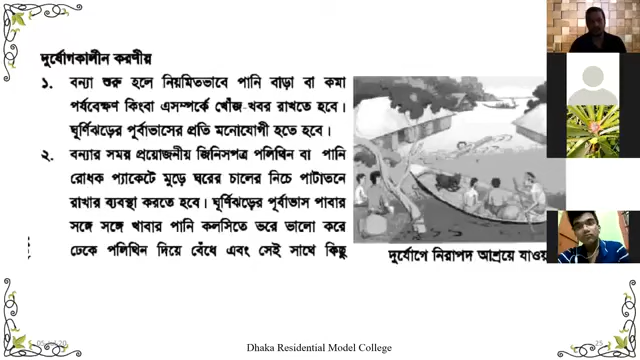 দুর্যোগকালীন করণীয়
১. বন্যা শুরু হলে নিয়মিতভাবে পানি বাড়া বা কমা
পর্যবেক্ষণ কিংবা এসম্পর্কে খোঁজ-খবর রাখতে হবে।
ঘূর্ণিঝড়ের পূর্বাভাসের প্রতি মনোযোগী হতে হবে।
২. বন্যার সময় প্রয়োজনীয় জিনিসপত্র পলিথিন বা পানি
রোধক প্যাকেটে মুড়ে ঘরের চালের নিচে পাটাতনে
রাখার ব্যবস্থা করতে হবে। ঘূর্ণিঝড়ের পূর্বাভাস পাবার
সঙ্গে সঙ্গে খাবার পানি কলসিতে ভরে ভালো করে
ঢেকে পলিথিন দিয়ে বেঁধে এবং সেই সাথে কিছু
দুর্যোগে নিরাপদ আশ্রয়ে যাওয়
Dhaka Residential Model College
25